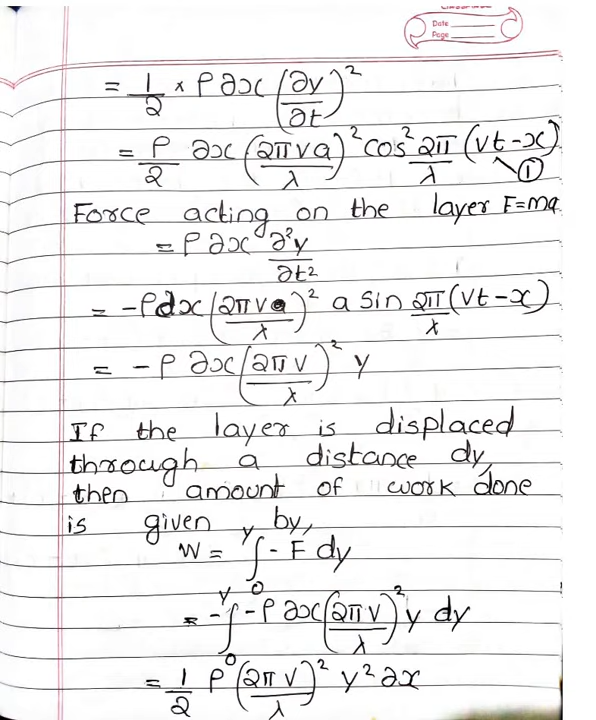 Date
Page
= 1/2 × ρ∂x (∂y/∂t)²
= ρ/2 ∂x (2πva/λ)² cos² 2π/λ (vt-x)
①
Force acting on the layer F=ma
= ρ∂x ∂²y/∂t²
= -ρdx (2πv/λ)² a sin 2π/λ (vt-x)
= -ρ ∂x (2πv/λ)² y
If the layer is displaced
through a distance dy,
then amount of work done
is given by,
W = ∫₀ʸ - F dy
= -∫₀ʸ -ρ ∂x (2πv/λ)² y dy
= 1/2 ρ (2πv/λ)² y² ∂x